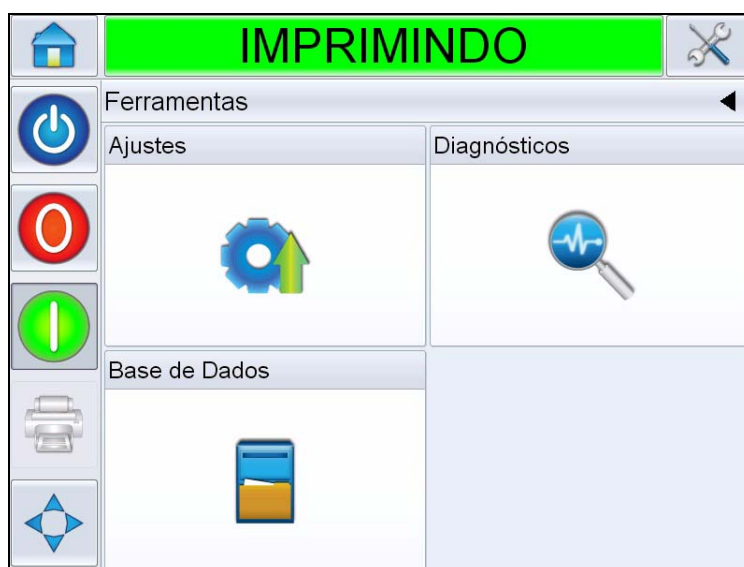 IMPRIMINDO
Ferramentas
Ajustes
Diagnósticos
Base de Dados